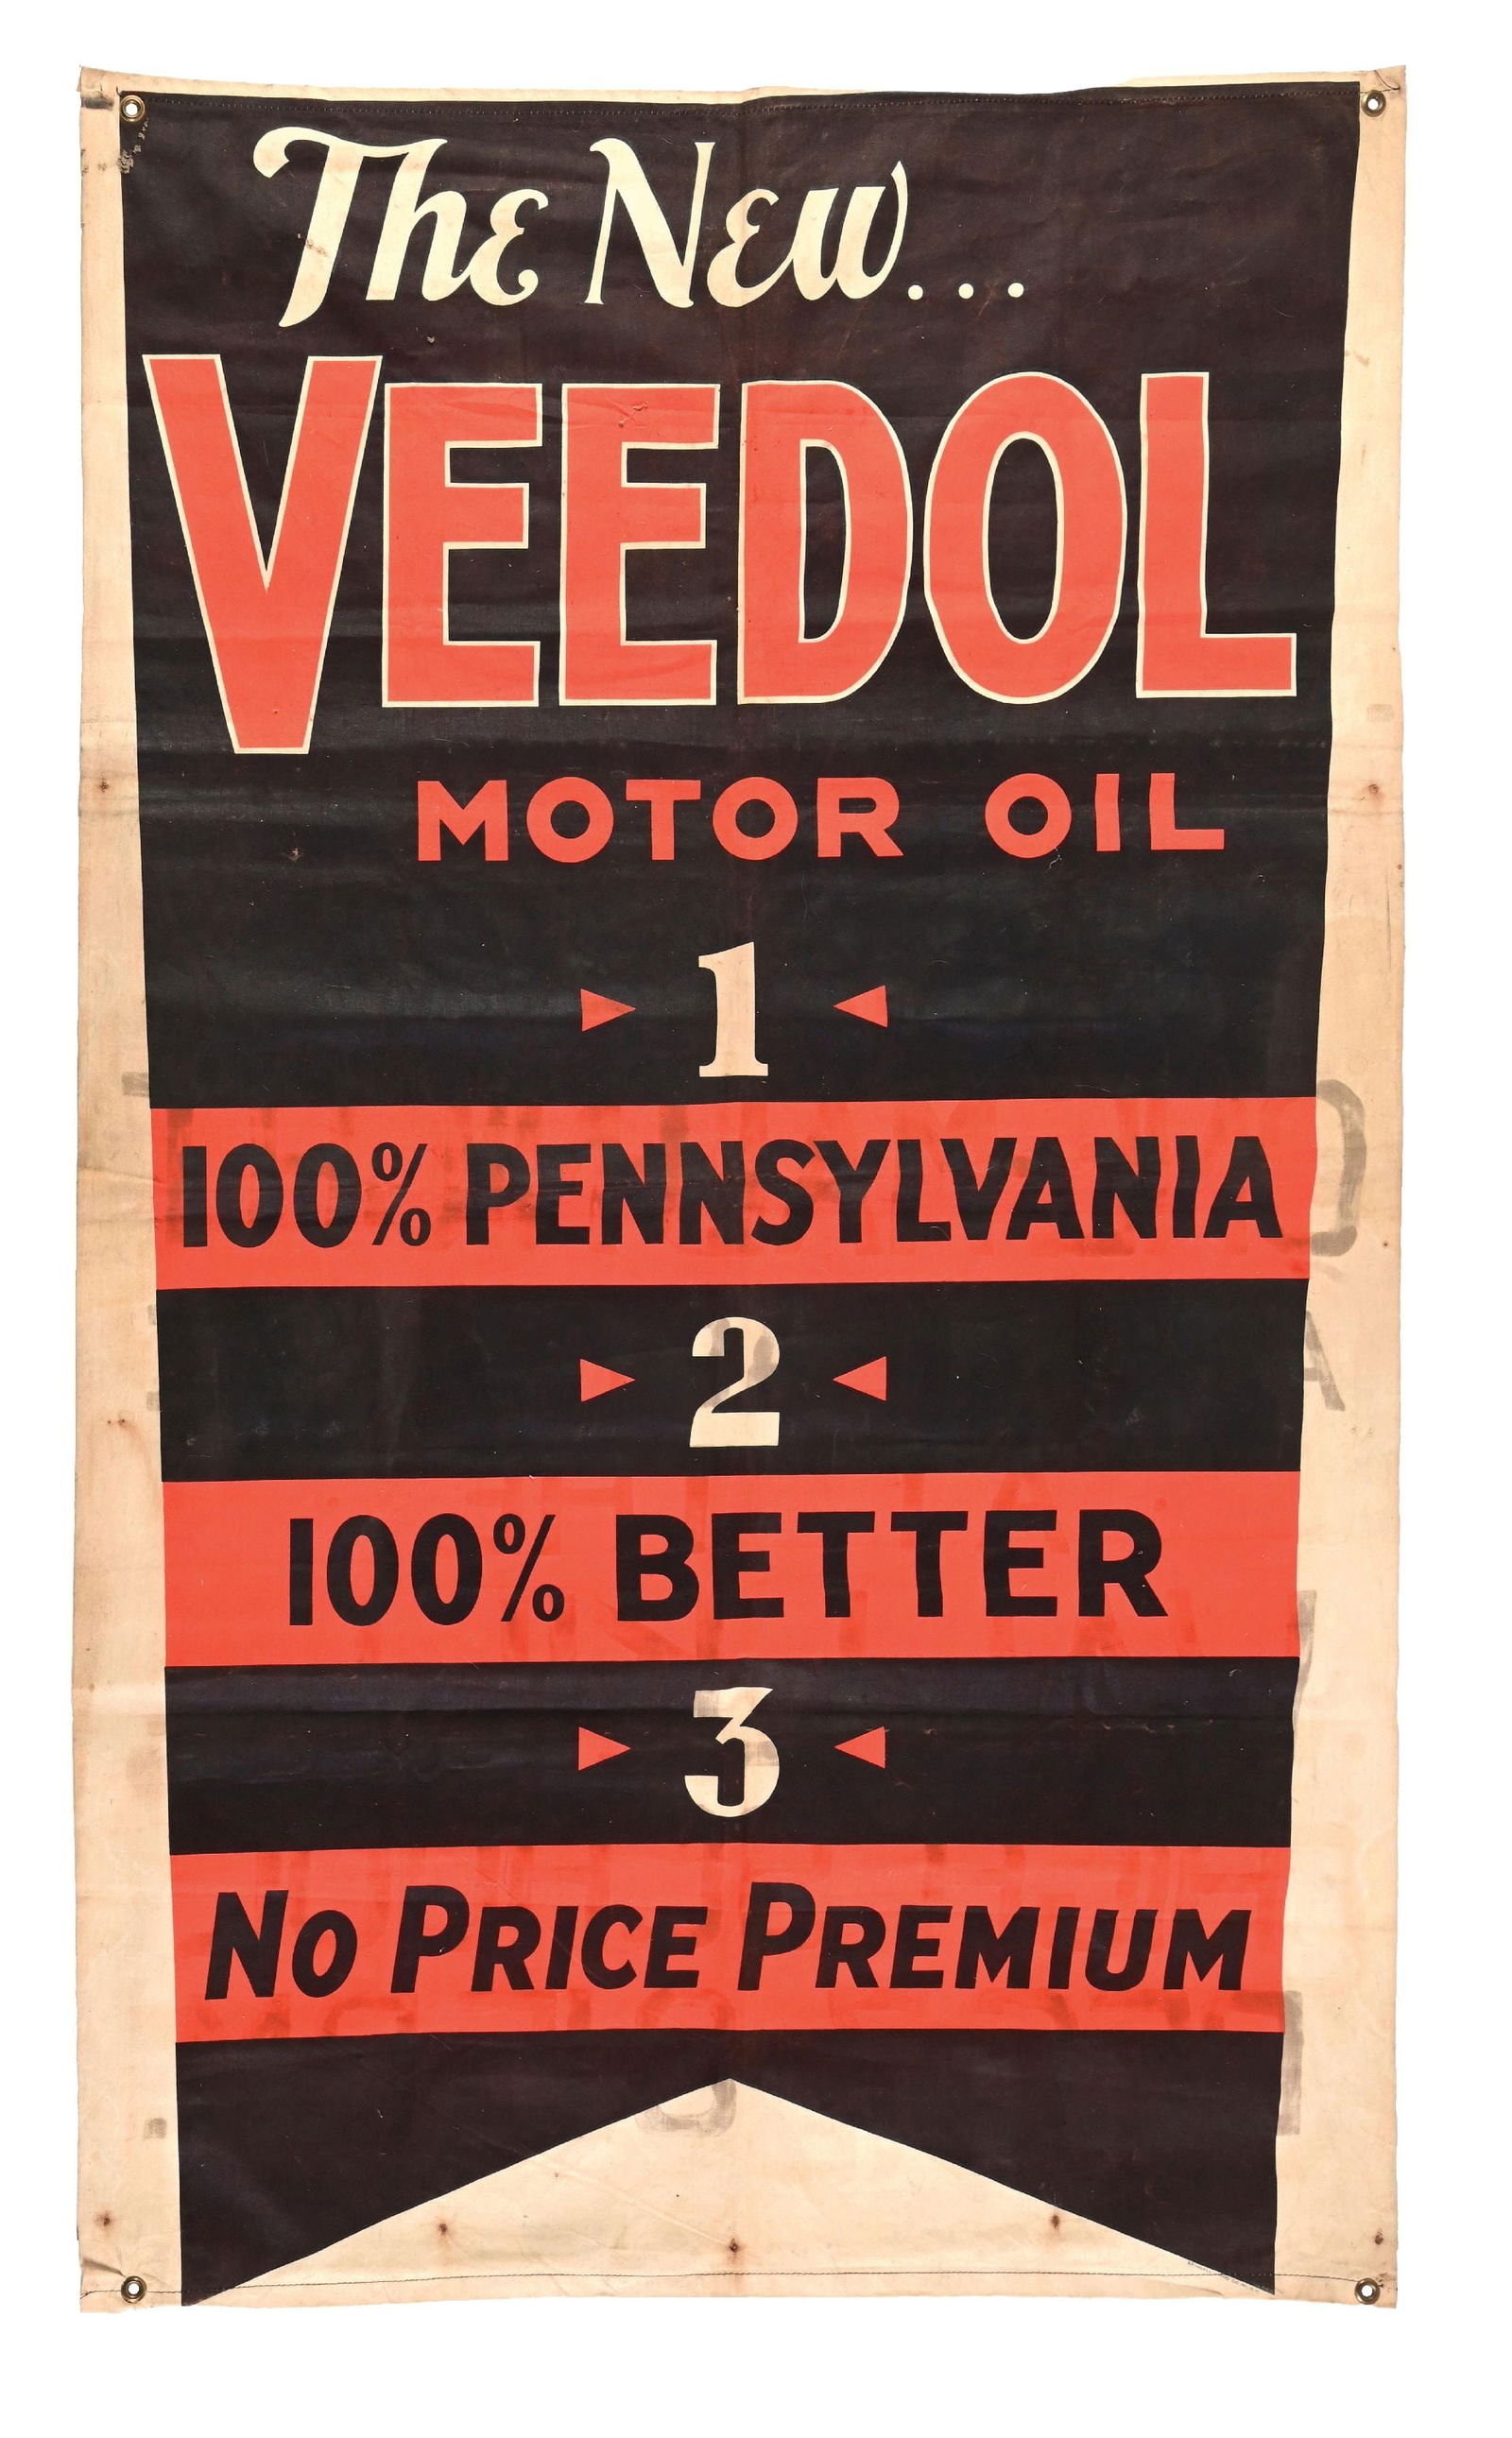 The New...
VEEDOL
MOTOR OIL
1
100% PENNSYLVANIA
2
100% BETTER
3
No Price Premium